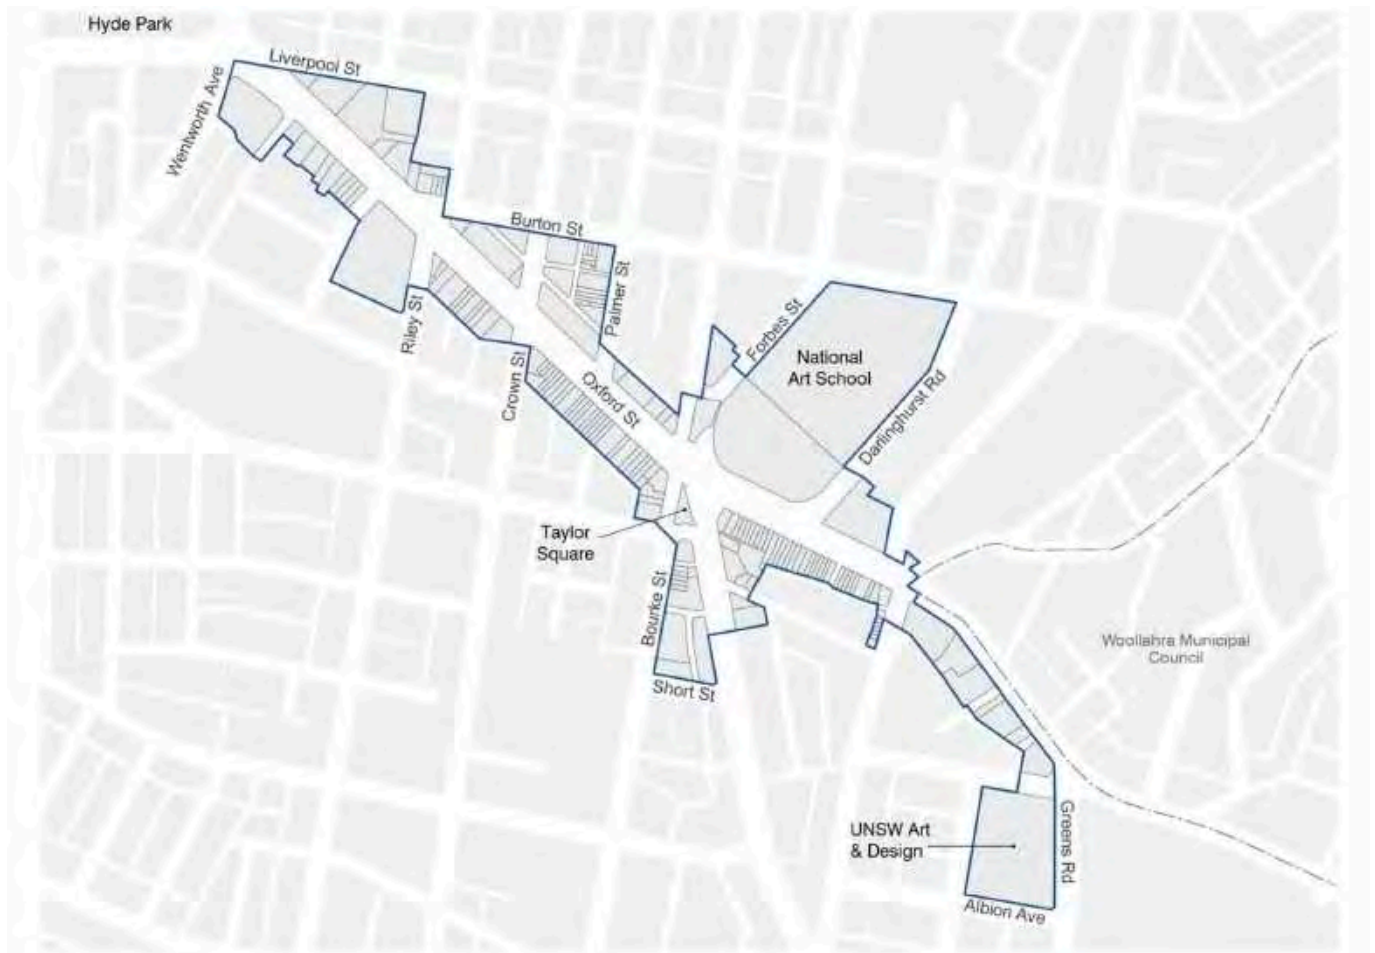 Hyde Park
Liverpool St
Wentworth Ave
Burton St
Palmer St
Riley St
Crown St
Oxford St
Forbes St
National
Art School
Darlinghurst Rd
Taylor
Square
Bourke St
Short St
Woollahra Municipal
Council
UNSW Art
& Design
Greens Rd
Albion Ave